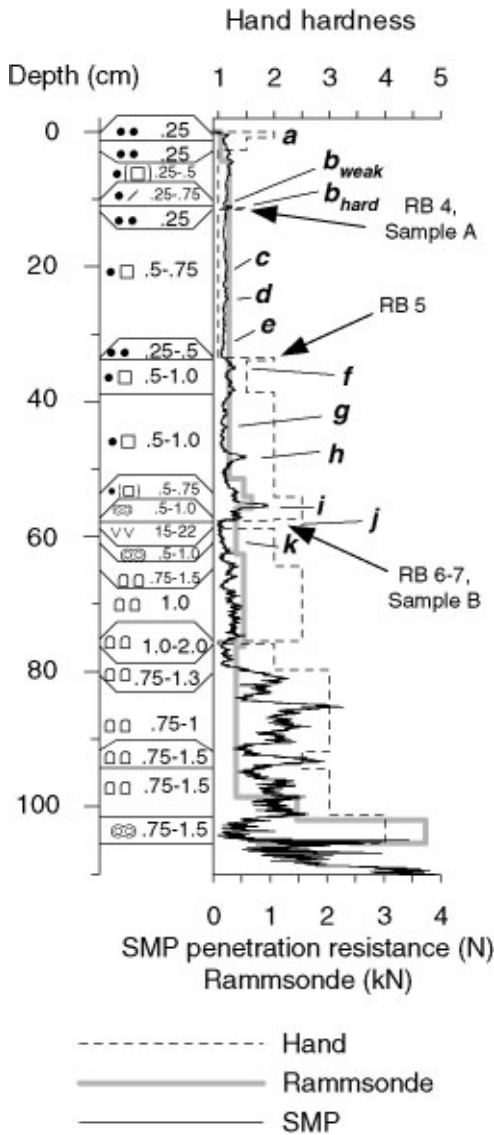 Hand hardness
Depth (cm)
1 2 3 4 5
0
20
40
60
80
100
.25
.25
.25-.5
.25-.75
.25
.5-.75
.25-.5
.5-1.0
.5-1.0
.5-.75
.5-1.0
15-22
.5-1.0
.75-1.5
1.0
1.0-2.0
.75-1.3
.75-1
.75-1.5
.75-1.5
.75-1.5
a
b weak
b hard
RB 4,
Sample A
c
d
e
RB 5
f
g
h
i
j
k
RB 6-7,
Sample B
0 1 2 3 4
SMP penetration resistance (N)
Rammsonde (kN)
Hand
Rammsonde
SMP